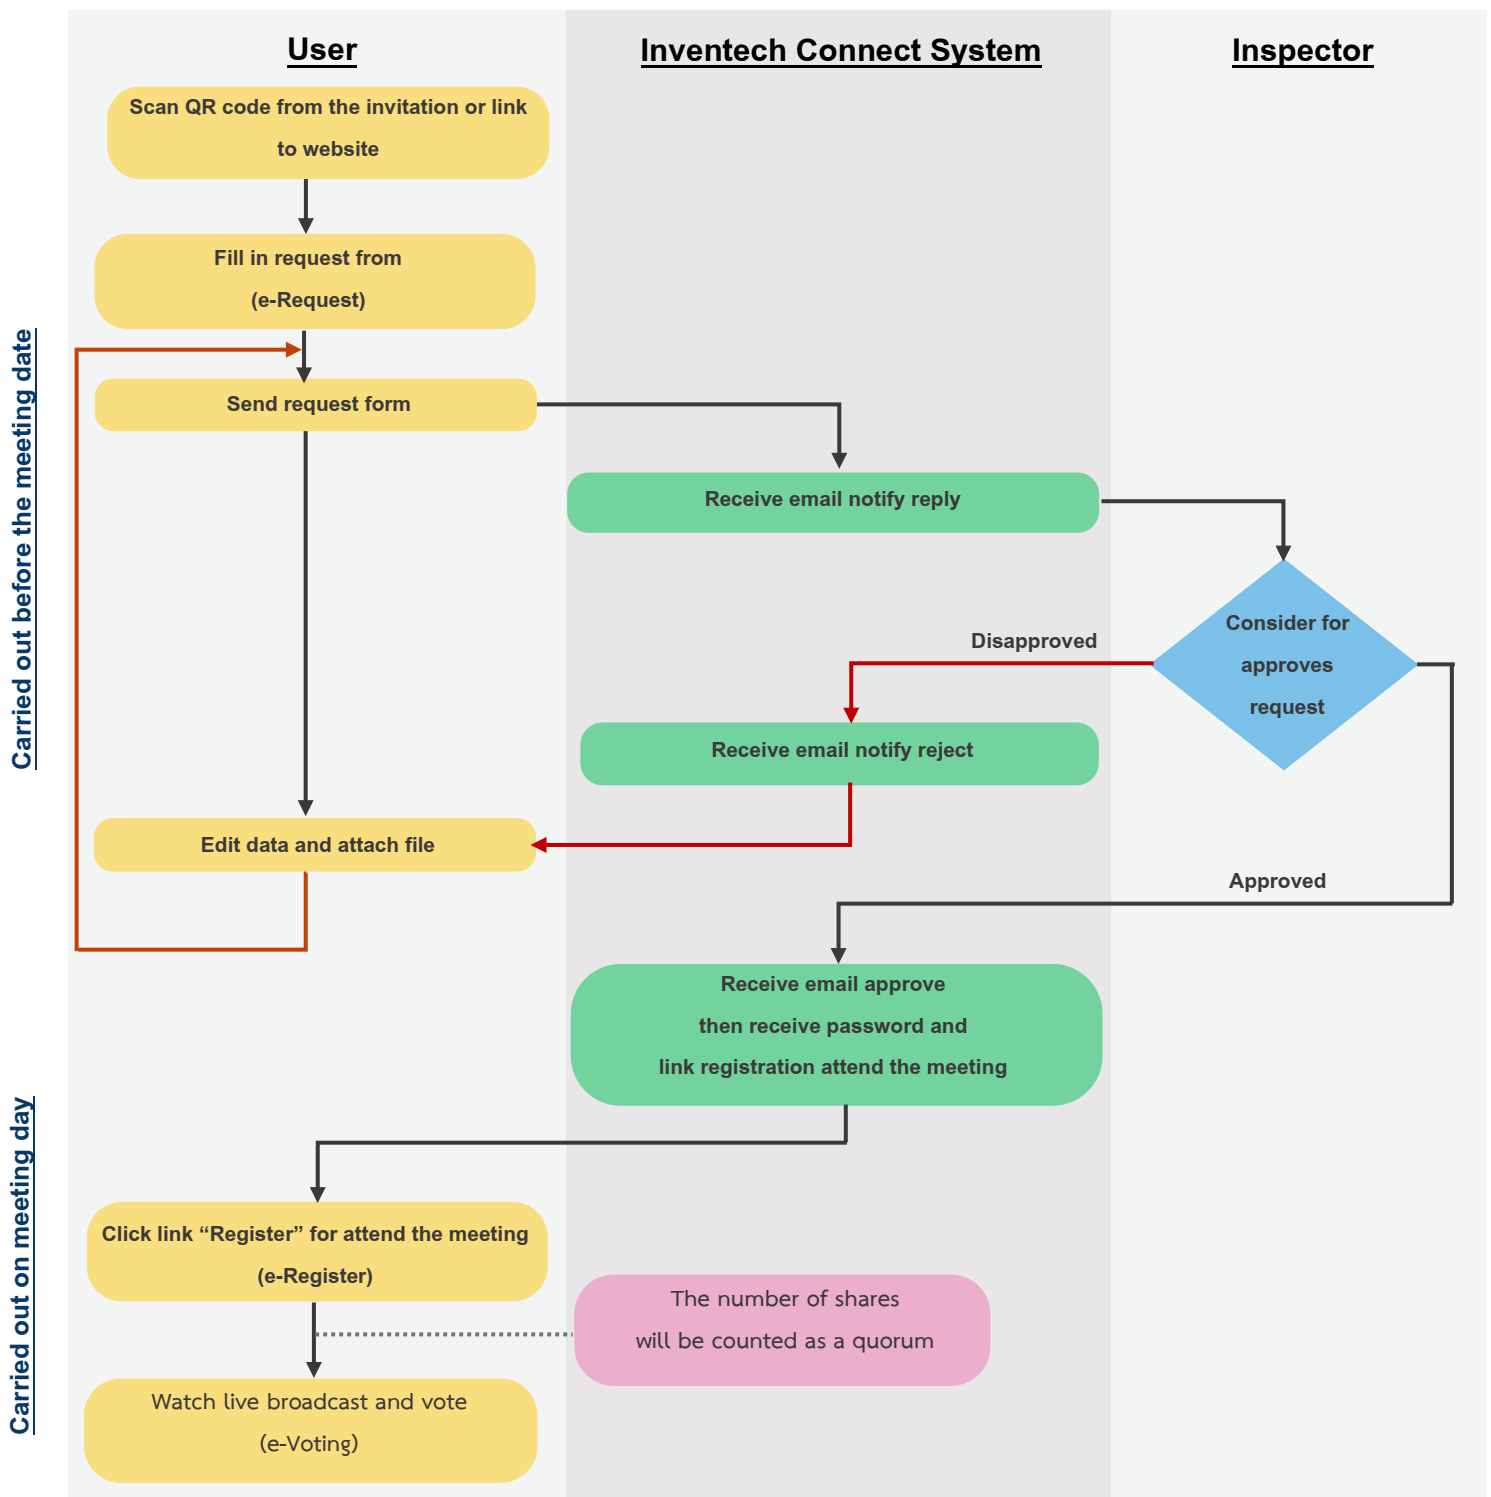 User
Inventech Connect System
Inspector
Scan QR code from the invitation or link
to website
Fill in request from
(e-Request)
Carried out before the meeting date
Send request form
Receive email notify reply
Consider for
approves
request
Disapproved
Receive email notify reject
Edit data and attach file
Approved
Receive email approve
then receive password and
link registration attend the meeting
Carried out on meeting day
Click link “Register” for attend the meeting
(e-Register)
The number of shares
will be counted as a quorum
Watch live broadcast and vote
(e-Voting)